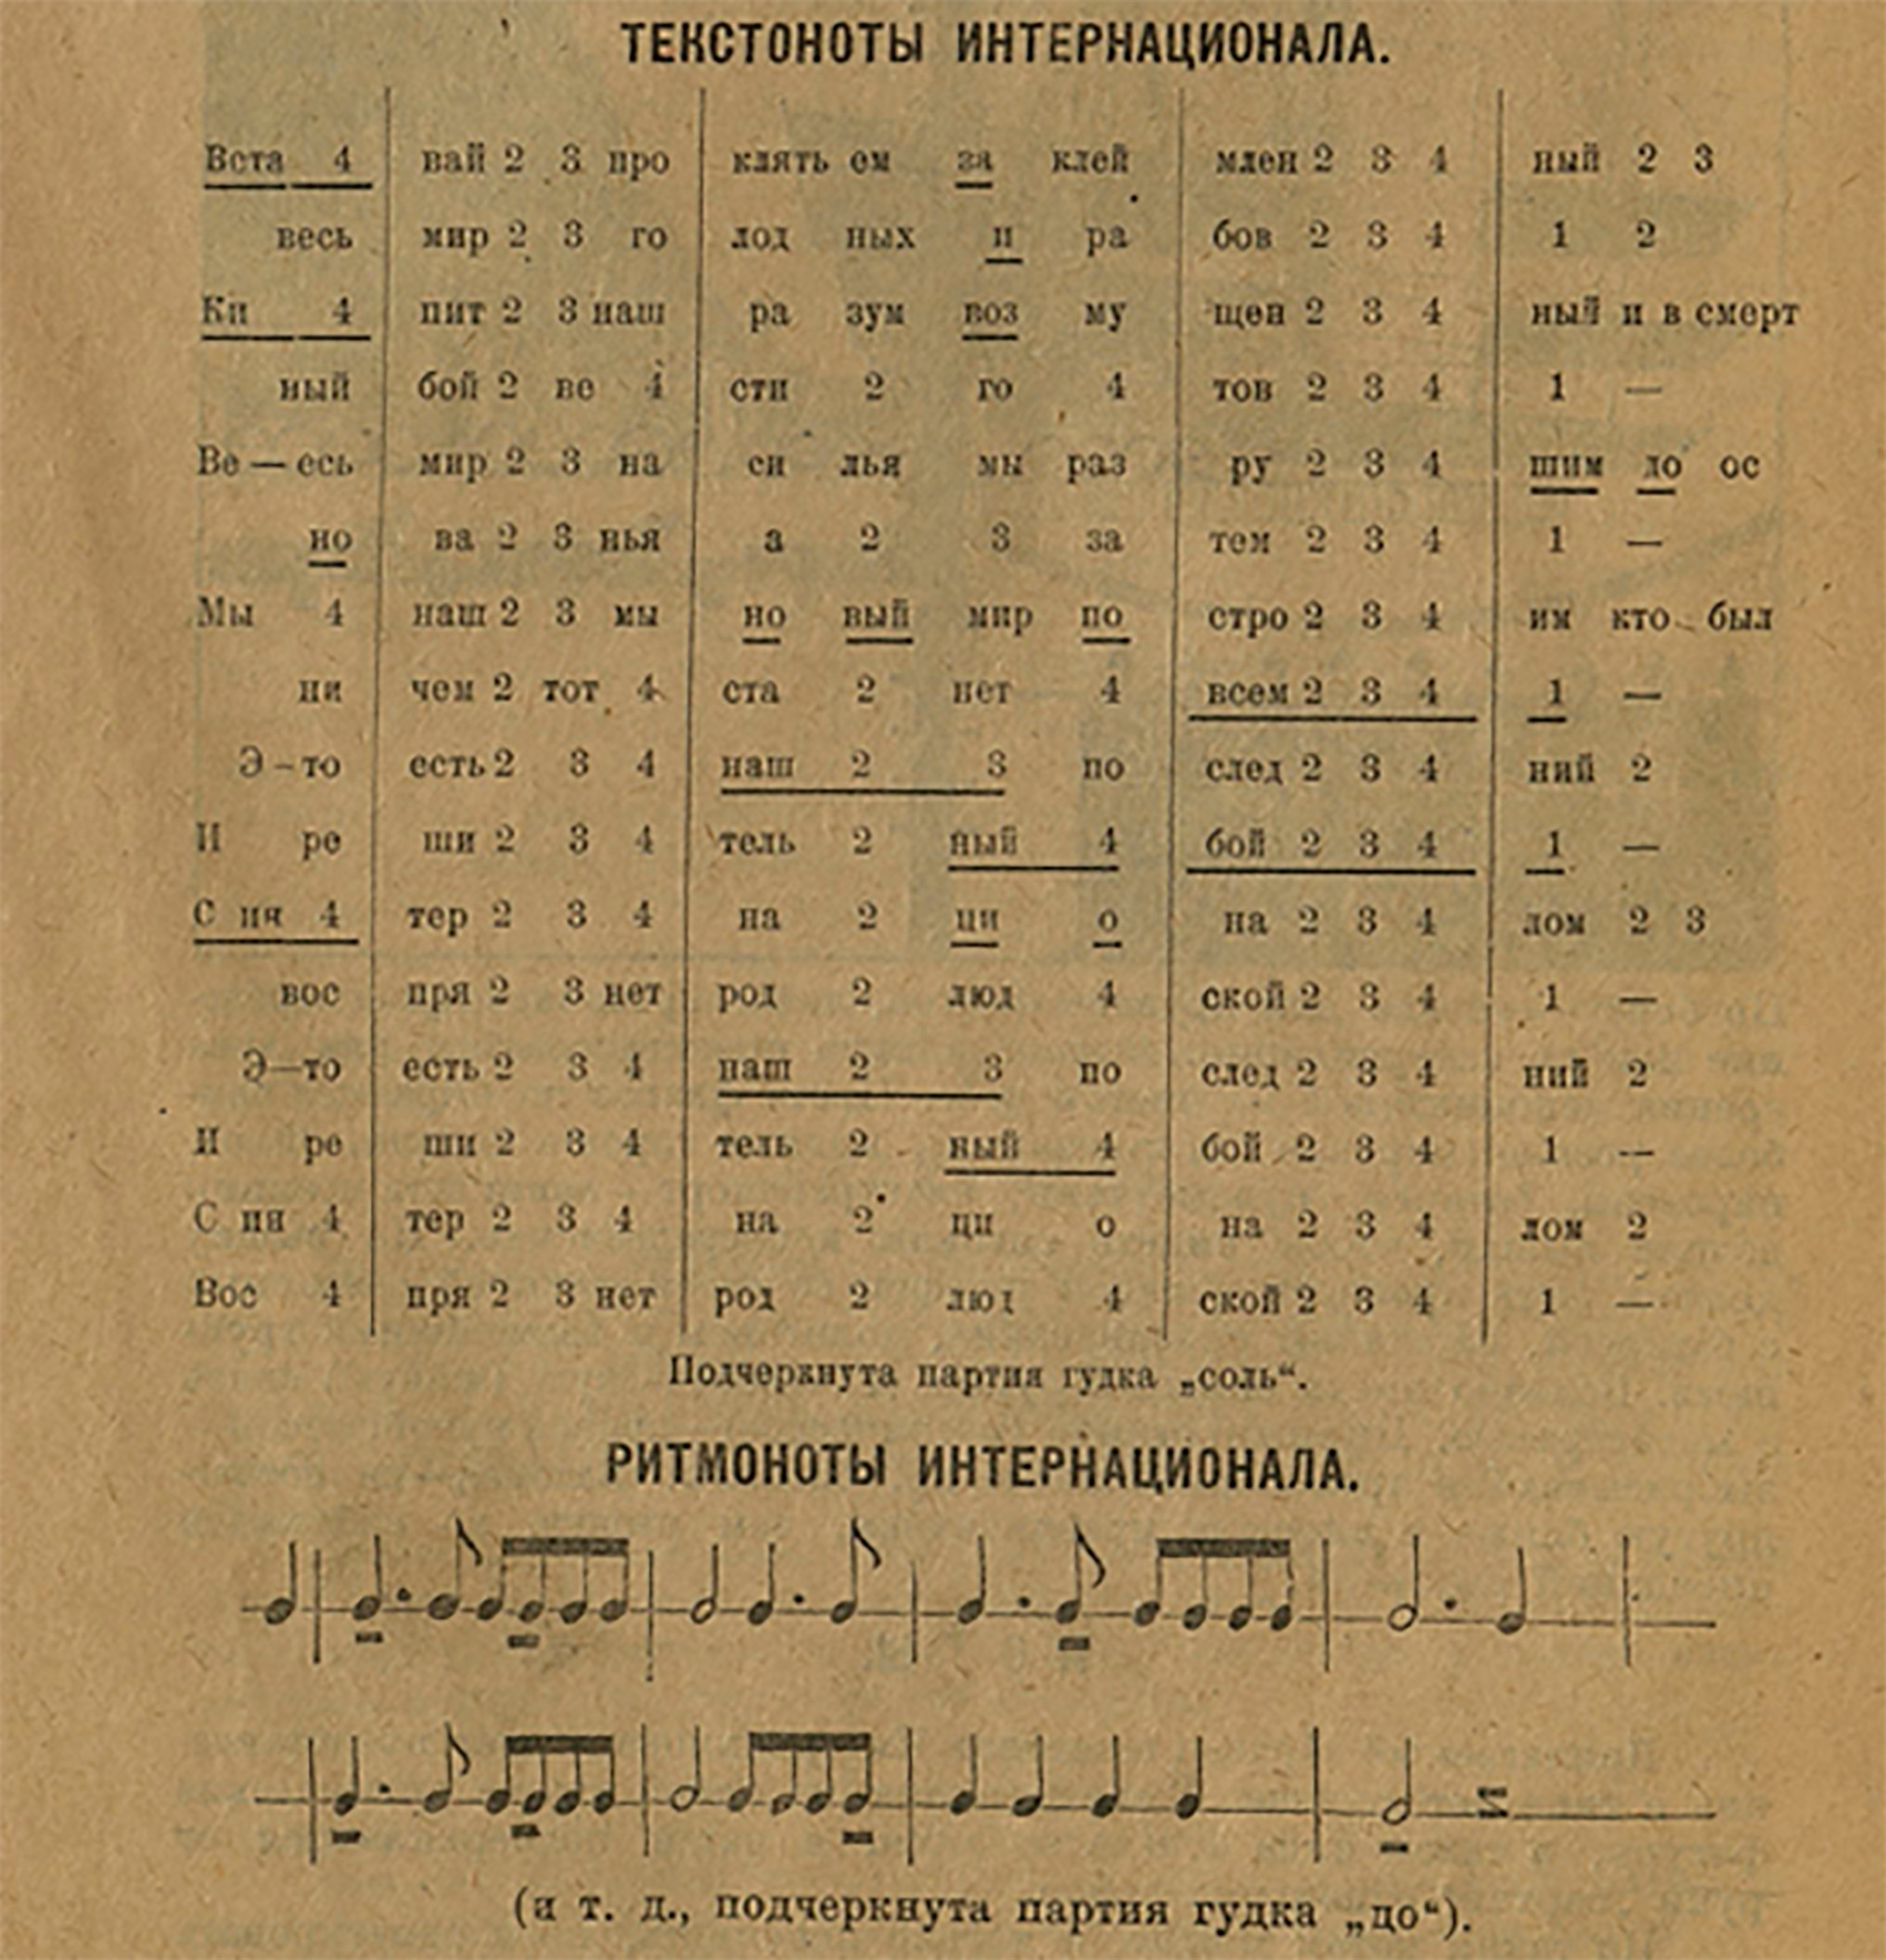 ТЕКСТОНОТЫ ИНТЕРНАЦИОНАЛА.
Вста 4 вай 2 3 про клять ем за клей млен 2 3 4 ный 2 3
весь мир 2 3 го лод ных и ра бов 2 3 4 1 2
Ки 4 пит 2 3 наш ра зум воз му щен 2 3 4 ный и в смерт
ный бой 2 ве 4 сти 2 го 4 тов 2 3 4 1 —
Ве — есь мир 2 3 на си лья мы раз ру 2 3 4 шим до ос
но ва 2 3 нья а 2 3 за тем 2 3 4 1 —
Мы 4 наш 2 3 мы но вый мир по стро 2 3 4 им кто был
ни чем 2 тот 4 ста 2 нет 4 всем 2 3 4 1 —
Э – то есть 2 3 4 наш 2 3 по след 2 3 4 ний 2
И ре ши 2 3 4 тель 2 ный 4 бой 2 3 4 1 —
С ин 4 тер 2 3 4 на 2 ци о на 2 3 4 лом 2 3
вос пря 2 3 нет род 2 люд 4 ской 2 3 4 1 —
Э—то есть 2 3 4 наш 2 3 по след 2 3 4 ний 2
И ре ши 2 3 4 тель 2 ный 4 бой 2 3 4 1 —
С ин 4 тер 2 3 4 на 2 ци о на 2 3 4 лом 2
Вос 4 пря 2 3 нет род 2 люд 4 ской 2 3 4 1 —
Подчеркнута партия гудка „соль“.
РИТМОНОТЫ ИНТЕРНАЦИОНАЛА.
(и т. д., подчеркнута партия гудка „до“).